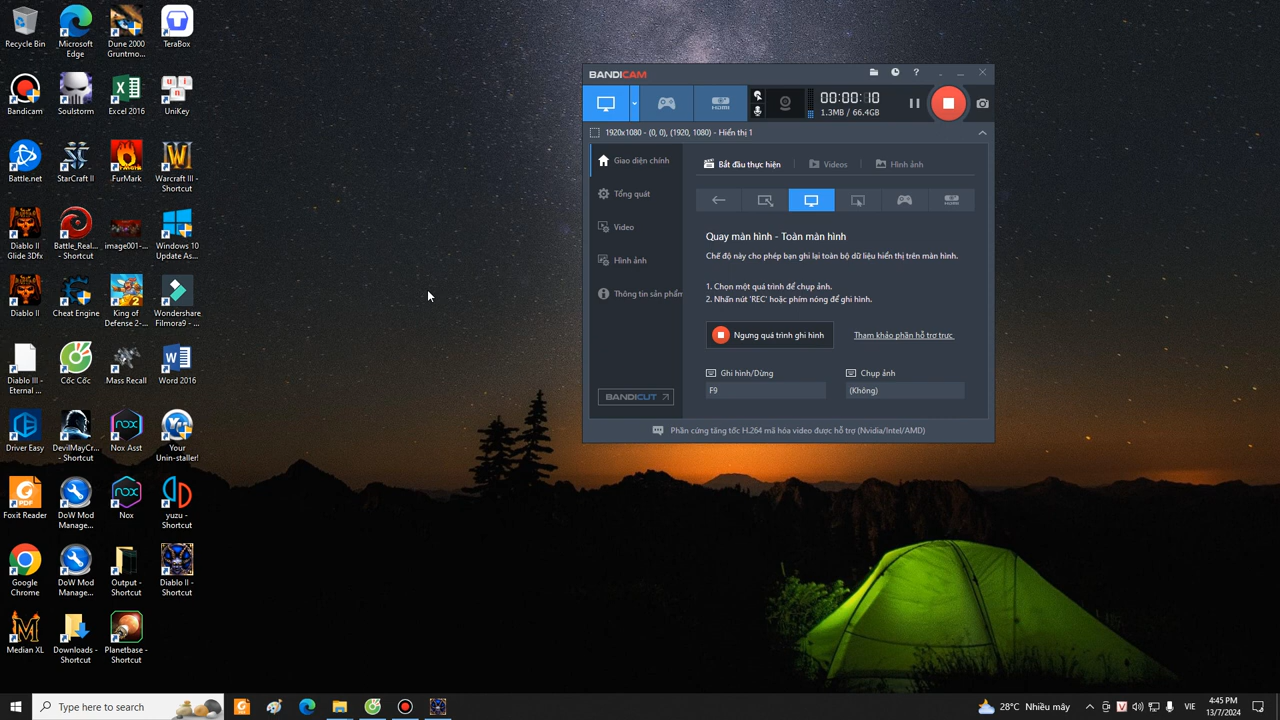 Recycle Bin
Microsoft
Edge
Dune 2000
Gruntmo...
TeraBox
Bandicam
Soulstorm
Excel 2016
UniKey
Battle.net
StarCraft II
FurMark
Warcraft III -
Shortcut
Diablo II
Glide 3Dfx
Battle_Real...
- Shortcut
image001-...
Windows 10
Update As...
Diablo II
Cheat Engine
King of
Defense 2-...
Wondershare
Filmora9 - ...
Diablo III -
Eternal ...
Cốc Cốc
Mass Recall
Word 2016
Driver Easy
DevilMayCr...
- Shortcut
Nox Asst
Your
Unin-staller!
Foxit Reader
DoW Mod
Manage...
Nox
yuzu -
Shortcut
Google
Chrome
DoW Mod
Manage...
Output -
Shortcut
Diablo II -
Shortcut
Median XL
Downloads -
Shortcut
Planetbase -
Shortcut
BANDICAM
HDMI
00:00:10
1.3MB / 66.4GB
1920x1080 - (0, 0), (1920, 1080) - Hiển thị 1
Giao diện chính
Tổng quát
Video
Hình ảnh
Thông tin sản phẩm
BANDICUT
Bắt đầu thực hiện
Videos
Hình ảnh
HDMI
Quay màn hình - Toàn màn hình
Chế độ này cho phép bạn ghi lại toàn bộ dữ liệu hiển thị trên màn hình.
1. Chọn một quá trình để chụp ảnh.
2. Nhấn nút 'REC' hoặc phím nóng để ghi hình.
Ngưng quá trình ghi hình
Tham khảo phần hỗ trợ trực
Ghi hình/Dừng
Chụp ảnh
F9
(Không)
Phần cứng tăng tốc H.264 mã hóa video được hỗ trợ (Nvidia/Intel/AMD)
Type here to search
28°C Nhiều mây
VIE
4:45 PM
13/7/2024